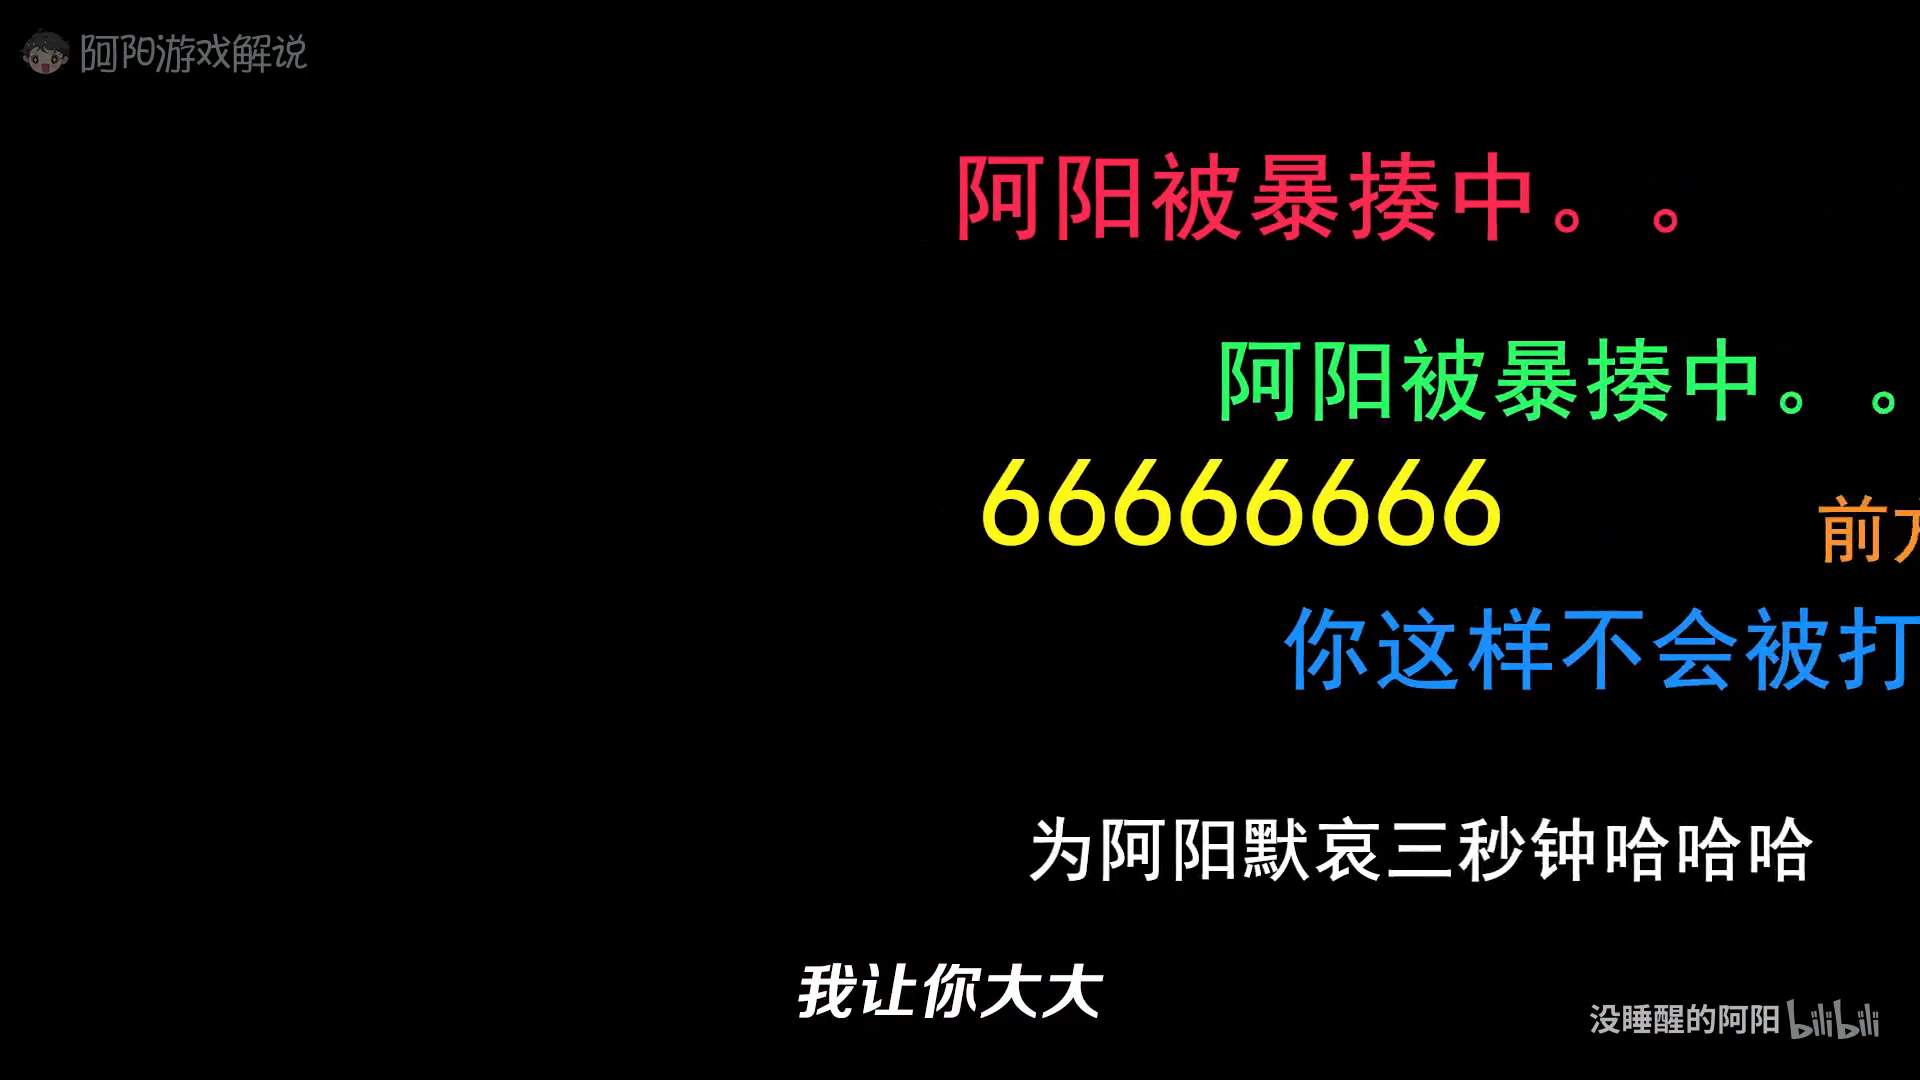 阿阳游戏解说
阿阳被暴揍中。。
阿阳被暴揍中。。
66666666
前方
你这样不会被打
为阿阳默哀三秒钟哈哈哈
我让你大大
没睡醒的阿阳 bilibili